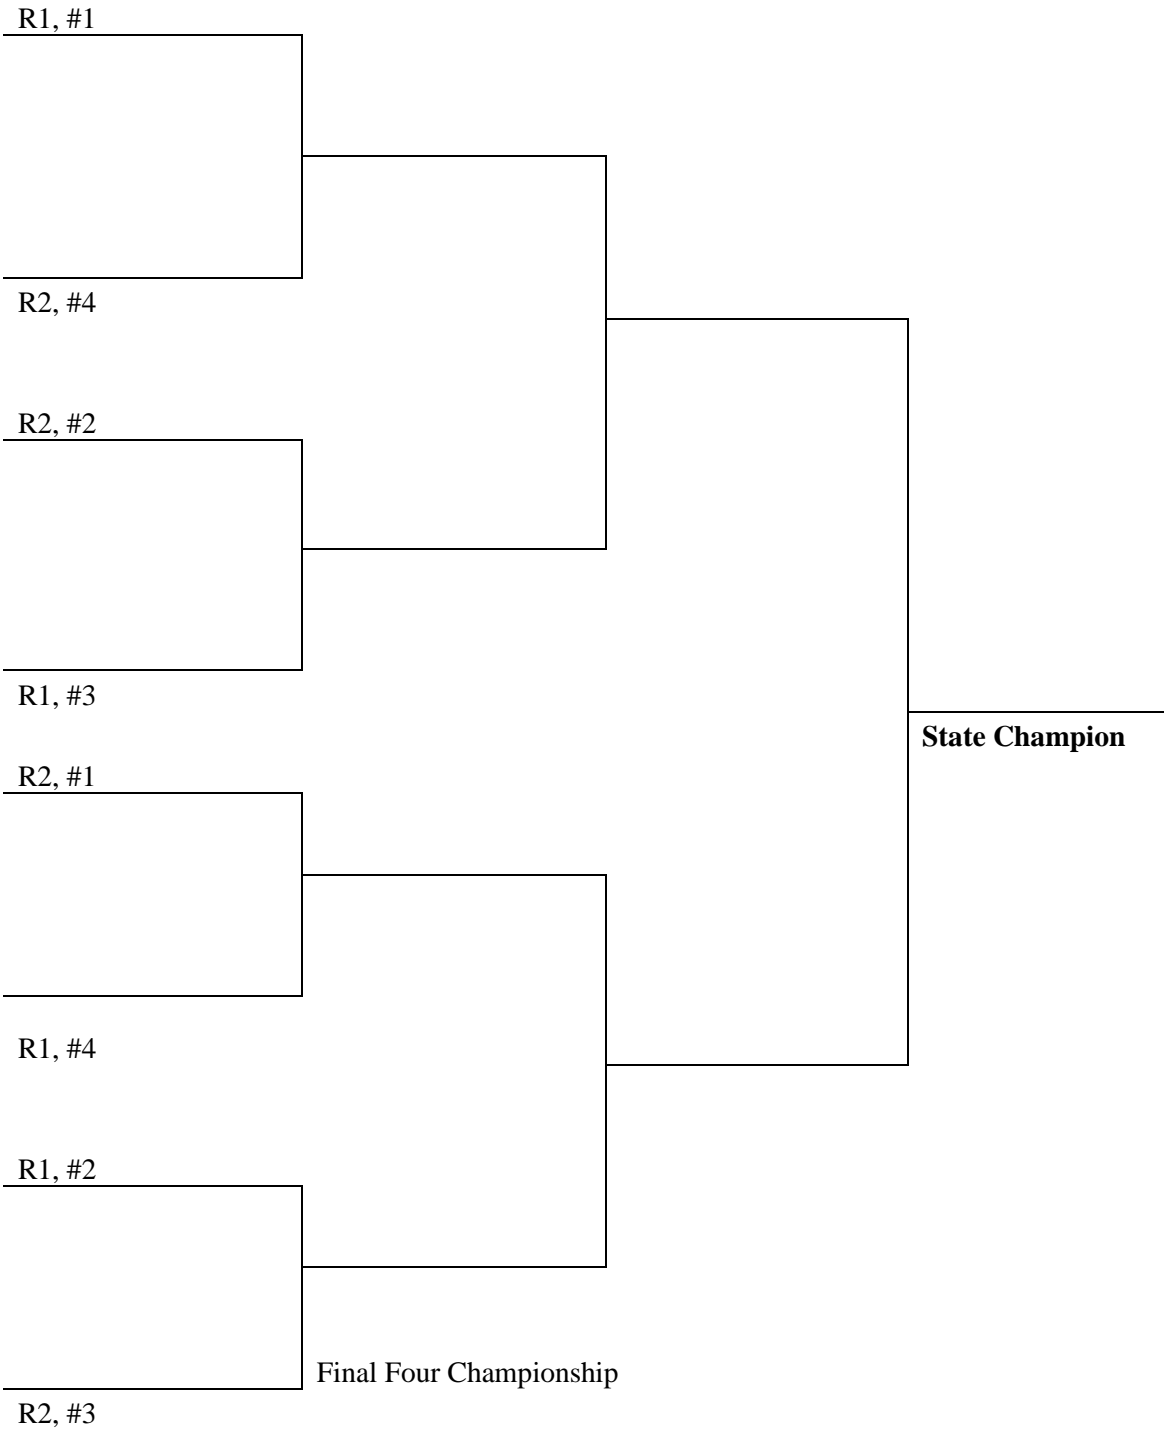 R1, #1
R2, #4
R2, #2
R1, #3
State Champion
R2, #1
R1, #4
R1, #2
Final Four Championship
R2, #3